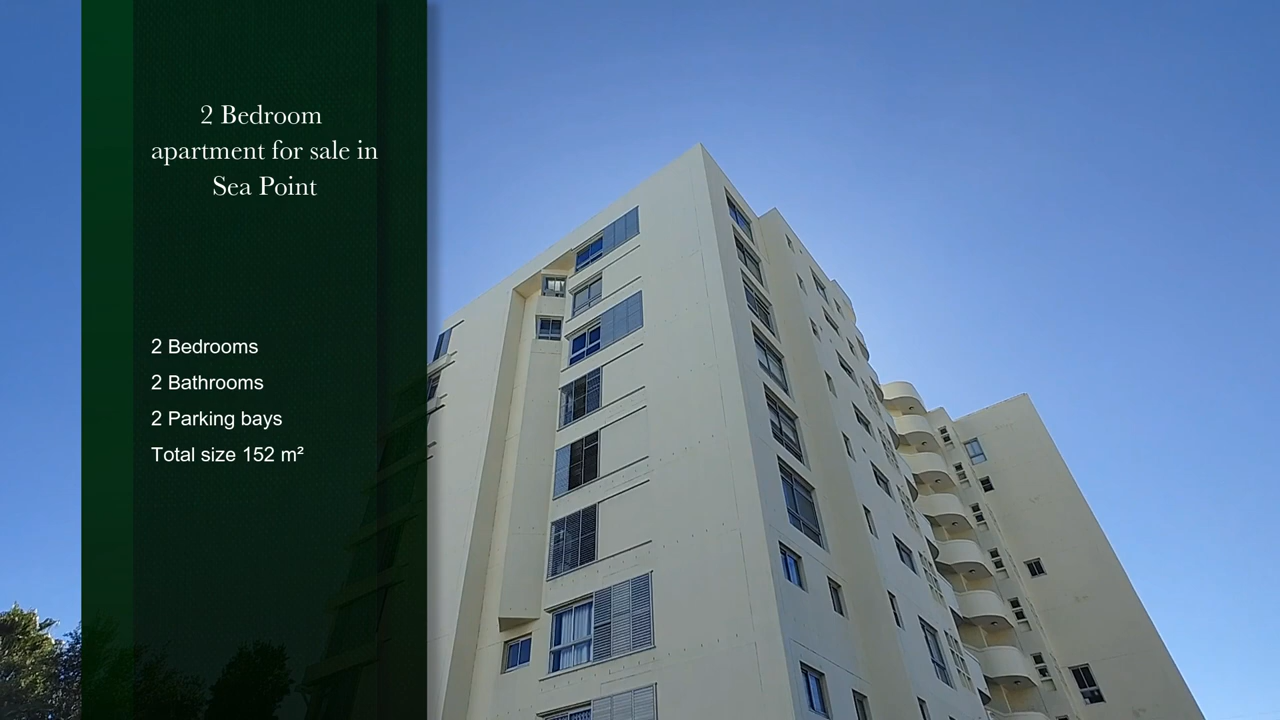 2 Bedroom
apartment for sale in
Sea Point
2 Bedrooms
2 Bathrooms
2 Parking bays
Total size 152 m²